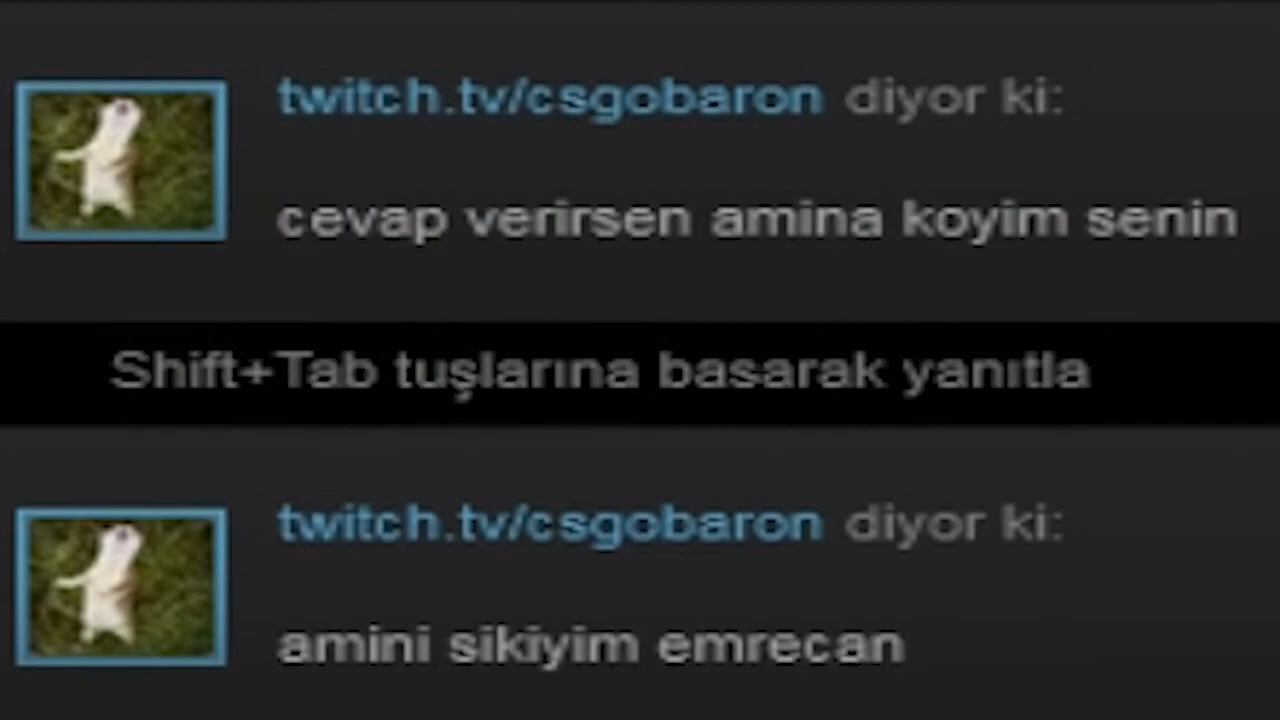 twitch.tv/csgobaron diyor ki:
cevap verirsen amina koyim senin
Shift+Tab tuşlarına basarak yanıtla
twitch.tv/csgobaron diyor ki:
amini sikiyim emrecan